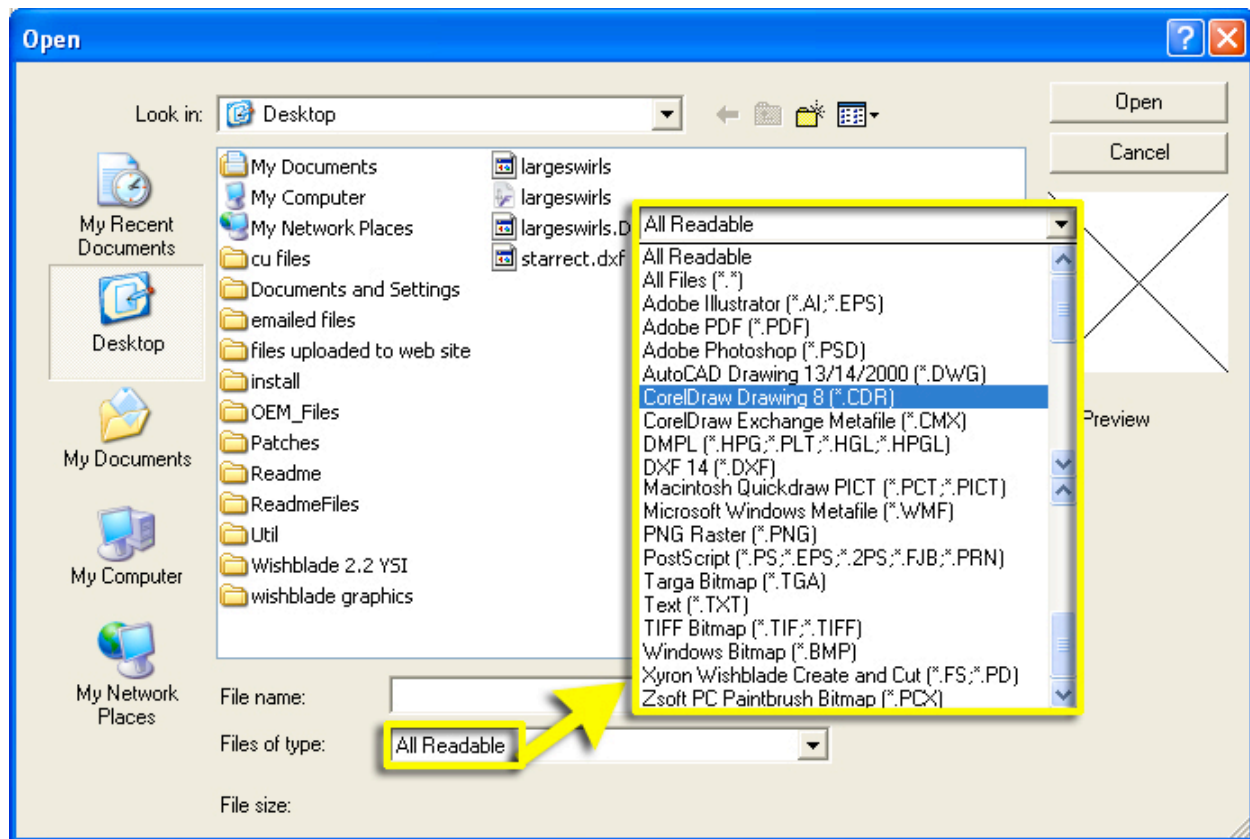 Open
Look in:
Desktop
Open
Cancel
My Recent
Documents
Desktop
My Documents
My Computer
My Network
Places
My Documents
My Computer
My Network Places
cu files
Documents and Settings
emailed files
files uploaded to web site
install
OEM_Files
Patches
Readme
ReadmeFiles
Util
Wishblade 2.2 YSI
wishblade graphics
largeswirls
largeswirls
largeswirls.D
starrect.dxf
All Readable
All Readable
All Files (*.*)
Adobe Illustrator (*.AI;*.EPS)
Adobe PDF (*.PDF)
Adobe Photoshop (*.PSD)
AutoCAD Drawing 13/14/2000 (*.DWG)
CorelDraw Drawing 8 (*.CDR)
CorelDraw Exchange Metafile (*.CMX)
DMPL (*.HPG;*.PLT;*.HGL;*.HPGL)
DXF 14 (*.DXF)
Macintosh Quickdraw PICT (*.PCT;*.PICT)
Microsoft Windows Metafile (*.WMF)
PNG Raster (*.PNG)
PostScript (*.PS;*.EPS;*.2PS;*.FJB;*.PRN)
Targa Bitmap (*.TGA)
Text (*.TXT)
TIFF Bitmap (*.TIF;*.TIFF)
Windows Bitmap (*.BMP)
Xyron Wishblade Create and Cut (*.FS;*.PD)
Zsoft PC Paintbrush Bitmap (*.PCX)
Preview
File name:
Files of type:
All Readable
File size: